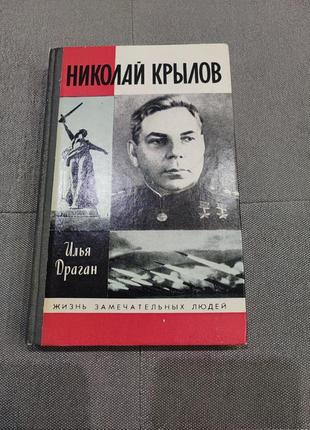 НИКОЛАЙ КРЫЛОВ
Илья
Драган
ЖИЗНЬ ЗАМЕЧАТЕЛЬНЫХ ЛЮДЕЙ